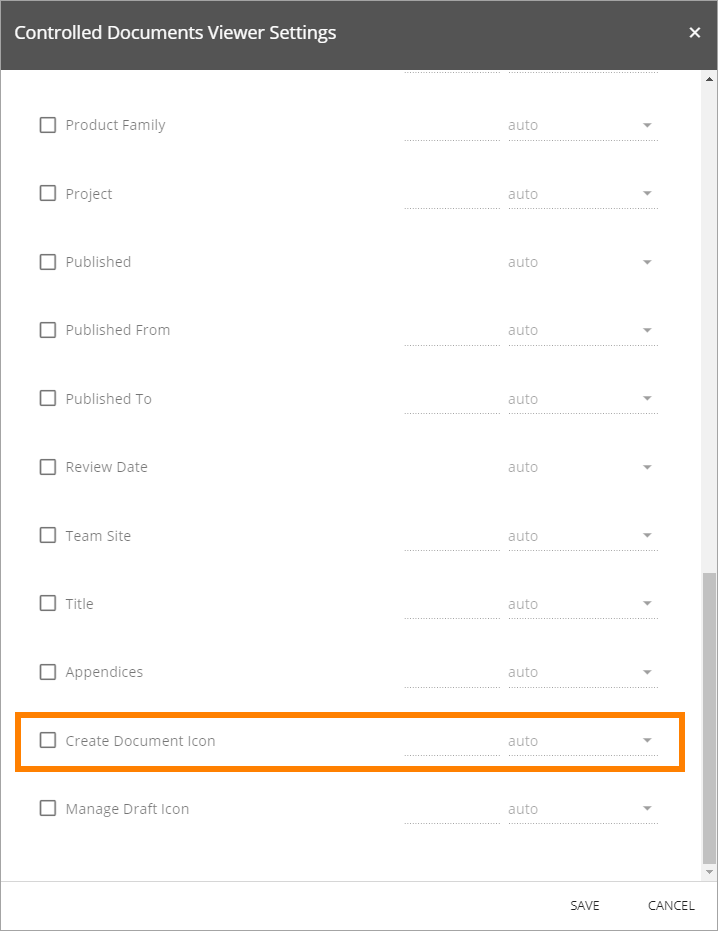 Controlled Documents Viewer Settings
Product Family auto
Project auto
Published auto
Published From auto
Published To auto
Review Date auto
Team Site auto
Title auto
Appendices auto
Create Document Icon auto
Manage Draft Icon auto
SAVE CANCEL